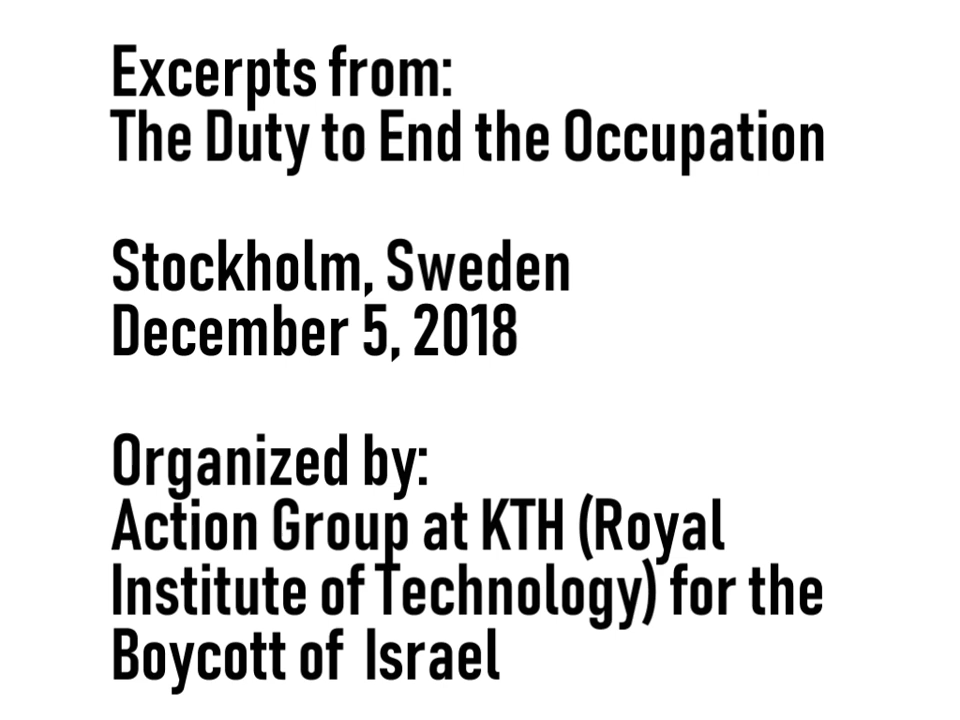 Excerpts from:
The Duty to End the Occupation
Stockholm, Sweden
December 5, 2018
Organized by:
Action Group at KTH (Royal
Institute of Technology) for the
Boycott of Israel